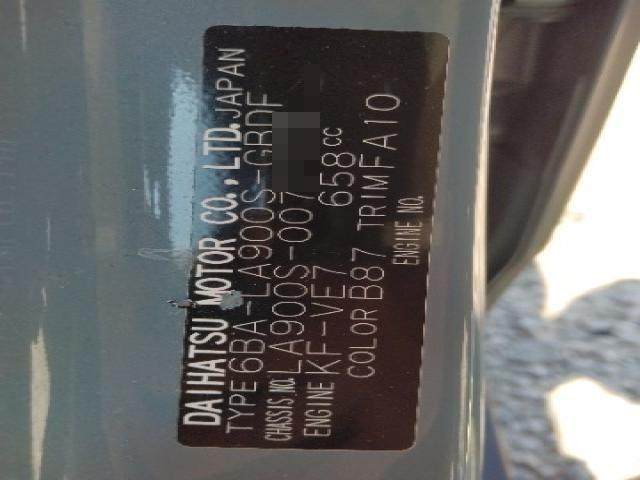 DAIHATSU MOTOR CO., LTD. JAPAN
TYPE 6BA-LA900S-GBDF
CHASSIS NO. LA900S-007
ENGINE KF-VE7 658cc
COLOR B87 TRIM FA10
ENGINE NO.